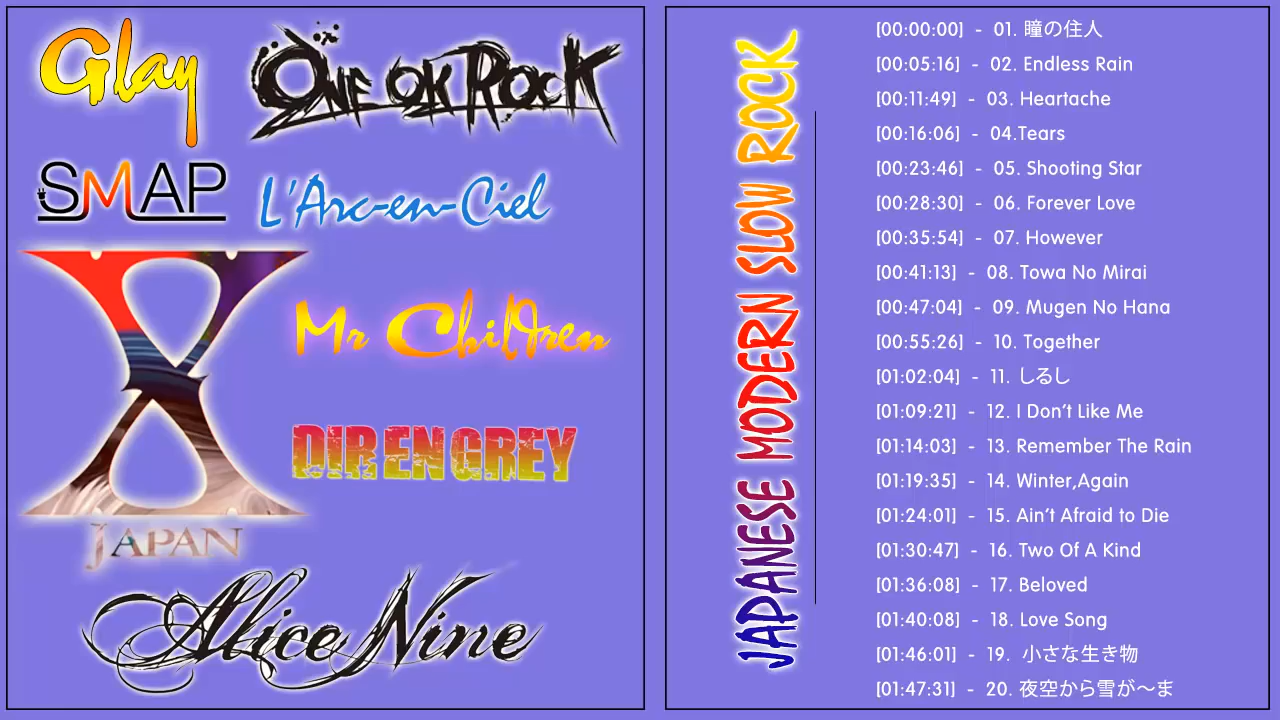 Glay
ONE OK ROCK
SMAP
L'Arc-en-Ciel
X
JAPAN
Mr Children
DIR EN GREY
Alice Nine
JAPANESE MODERN SLOW ROCK
[00:00:00] - 01. 瞳の住人
[00:05:16] - 02. Endless Rain
[00:11:49] - 03. Heartache
[00:16:06] - 04.Tears
[00:23:46] - 05. Shooting Star
[00:28:30] - 06. Forever Love
[00:35:54] - 07. However
[00:41:13] - 08. Towa No Mirai
[00:47:04] - 09. Mugen No Hana
[00:55:26] - 10. Together
[01:02:04] - 11. しるし
[01:09:21] - 12. I Don't Like Me
[01:14:03] - 13. Remember The Rain
[01:19:35] - 14. Winter,Again
[01:24:01] - 15. Ain't Afraid to Die
[01:30:47] - 16. Two Of A Kind
[01:36:08] - 17. Beloved
[01:40:08] - 18. Love Song
[01:46:01] - 19. 小さな生き物
[01:47:31] - 20. 夜空から雪が〜ま